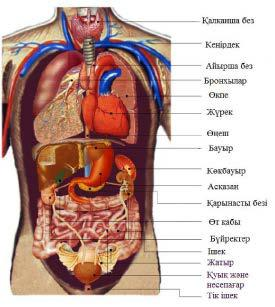 Қалқанша без
Кеңірдек
Айырша без
Бронхылар
Өкпе
Жүрек
Өңеш
Бауыр
Көкбауыр
Асқазан
Қарынасты безі
Өт қабы
Бүйректер
Ішек
Жатыр
Қуық және
несепағар
Тік ішек